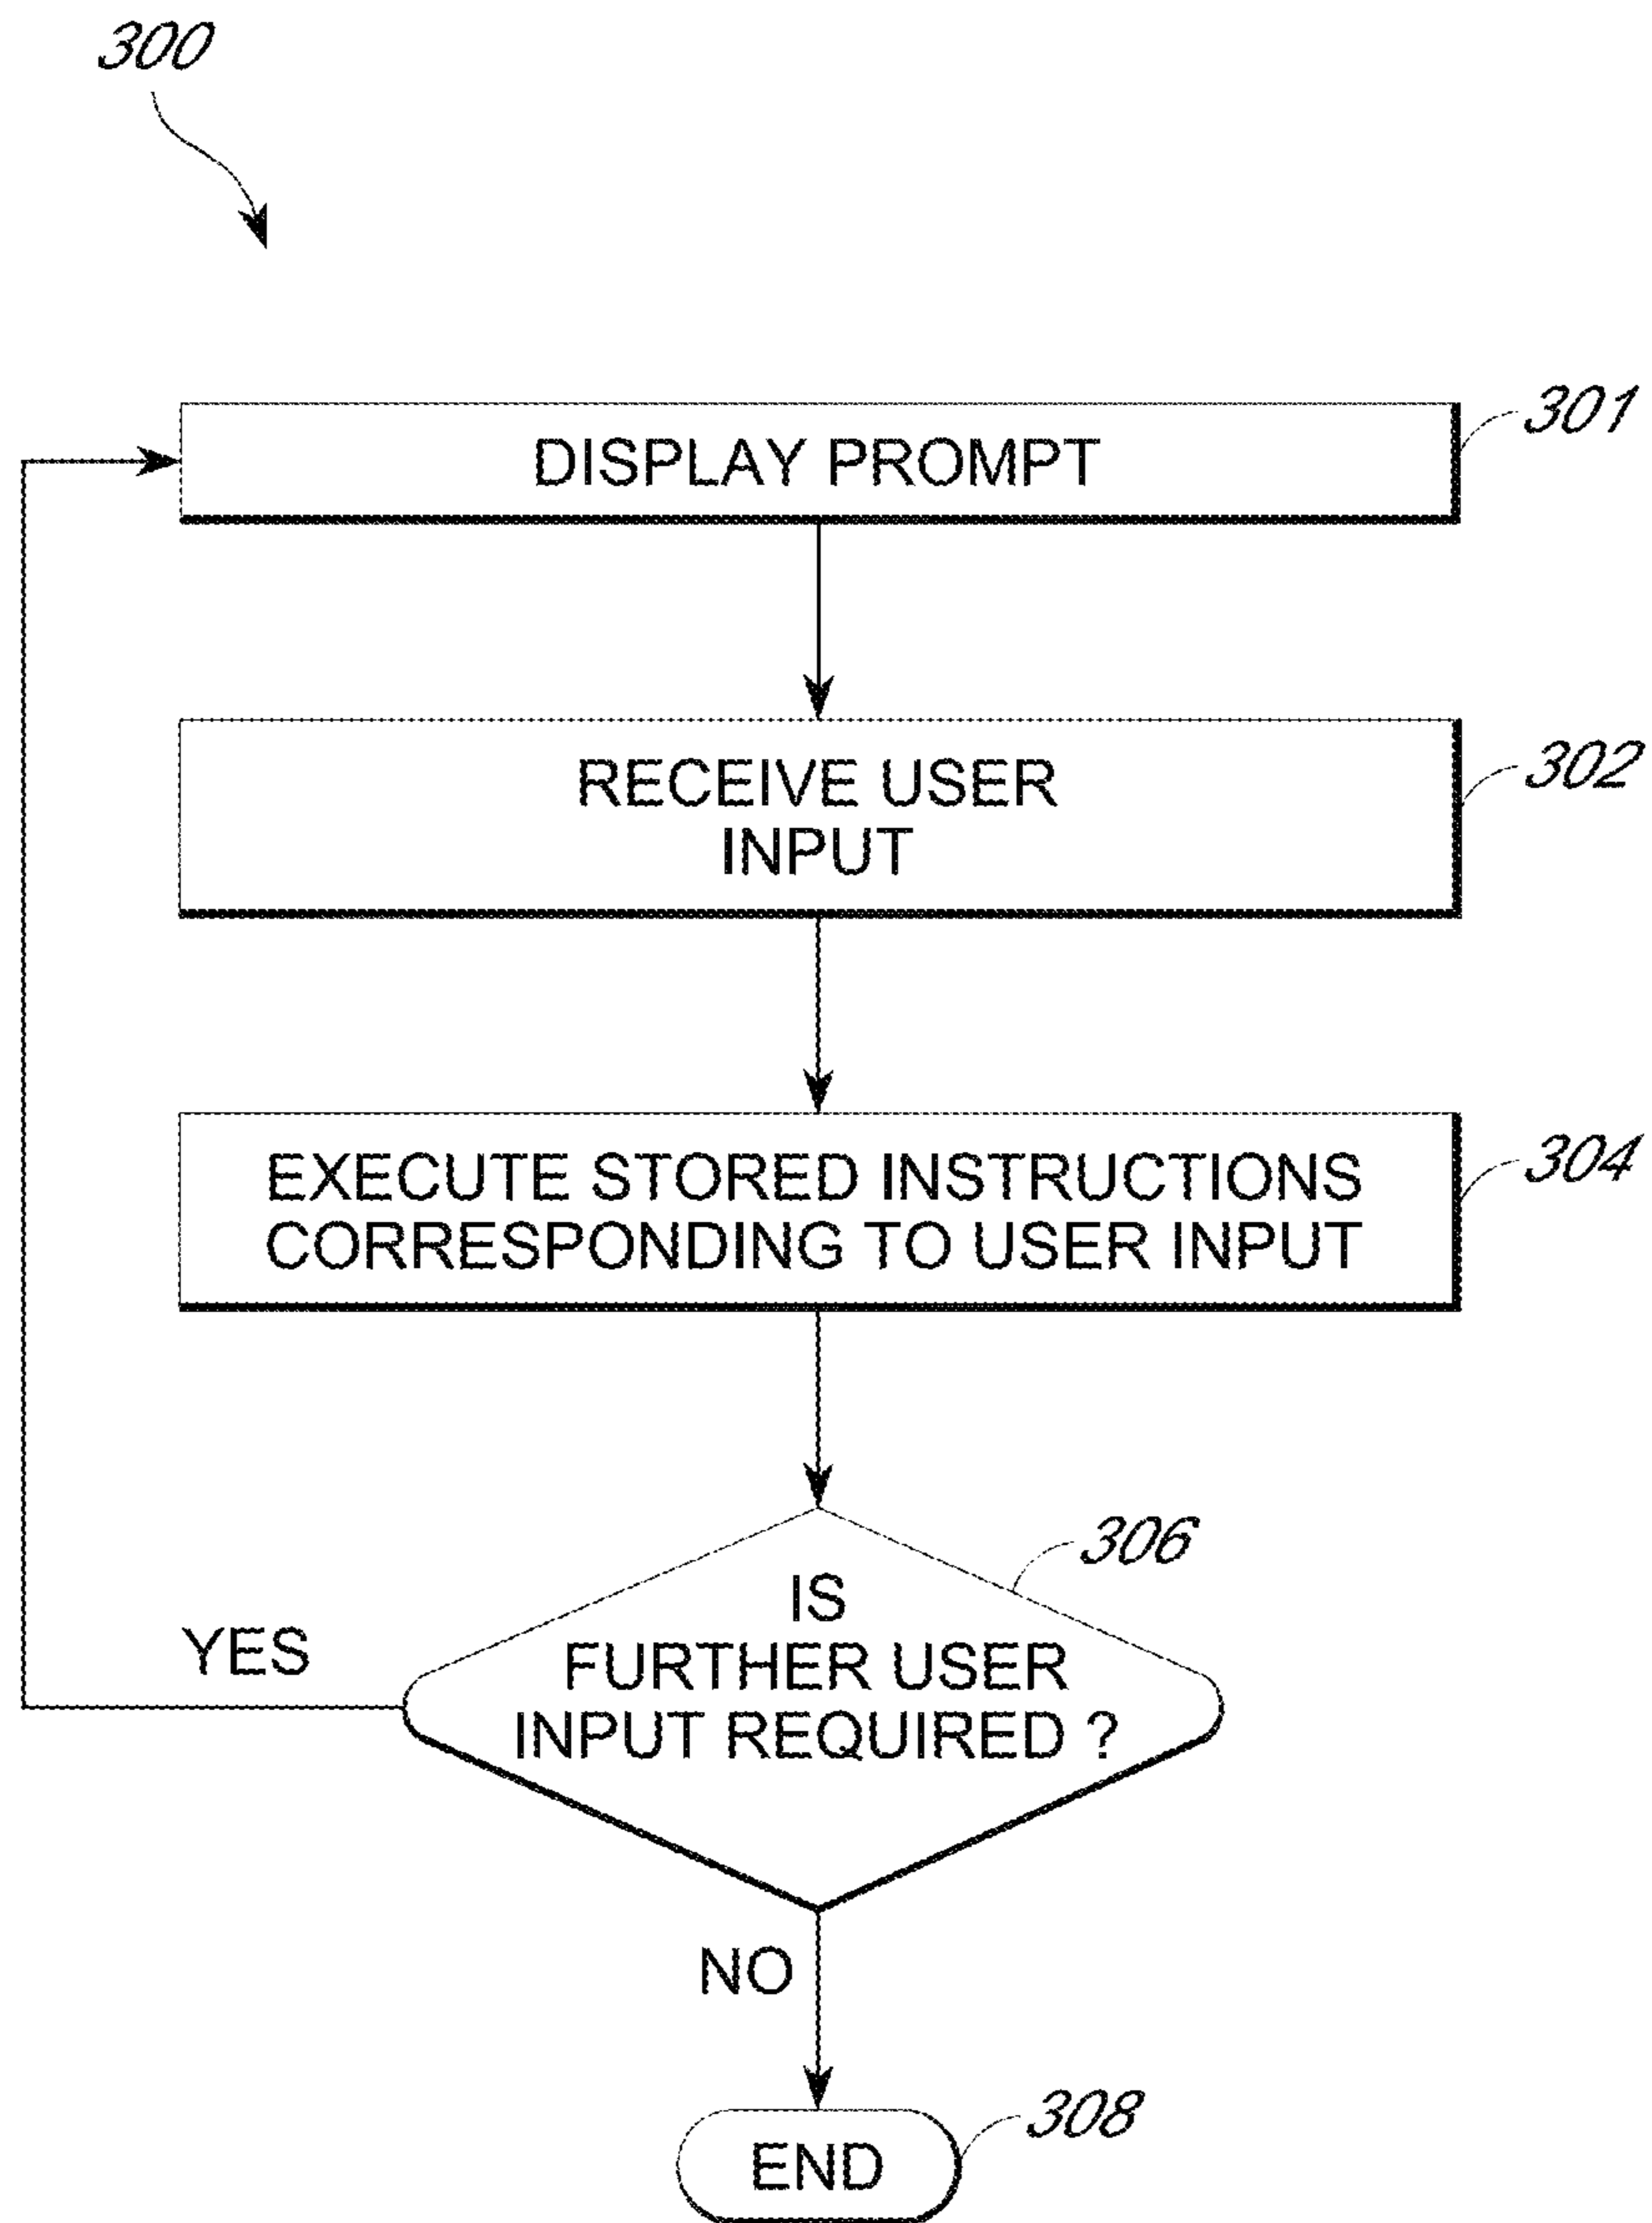 300
DISPLAY PROMPT
301
RECEIVE USER
INPUT
302
EXECUTE STORED INSTRUCTIONS
CORRESPONDING TO USER INPUT
304
306
IS
FURTHER USER
INPUT REQUIRED ?
YES
NO
END
308